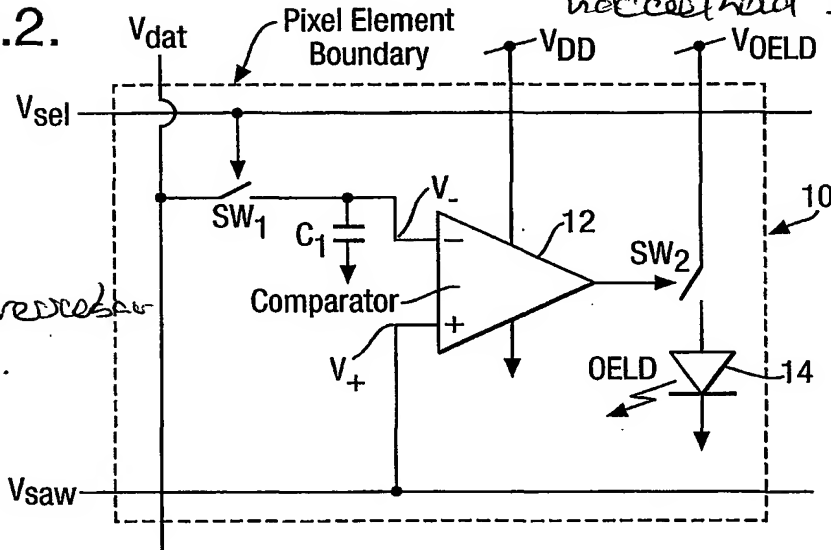 .2.
Vdat
Pixel Element
Boundary
VDD
VOELD
Vsel
10
SW1
C1
V-
12
SW2
−
Comparator
+
V+
OELD
14
Vsaw